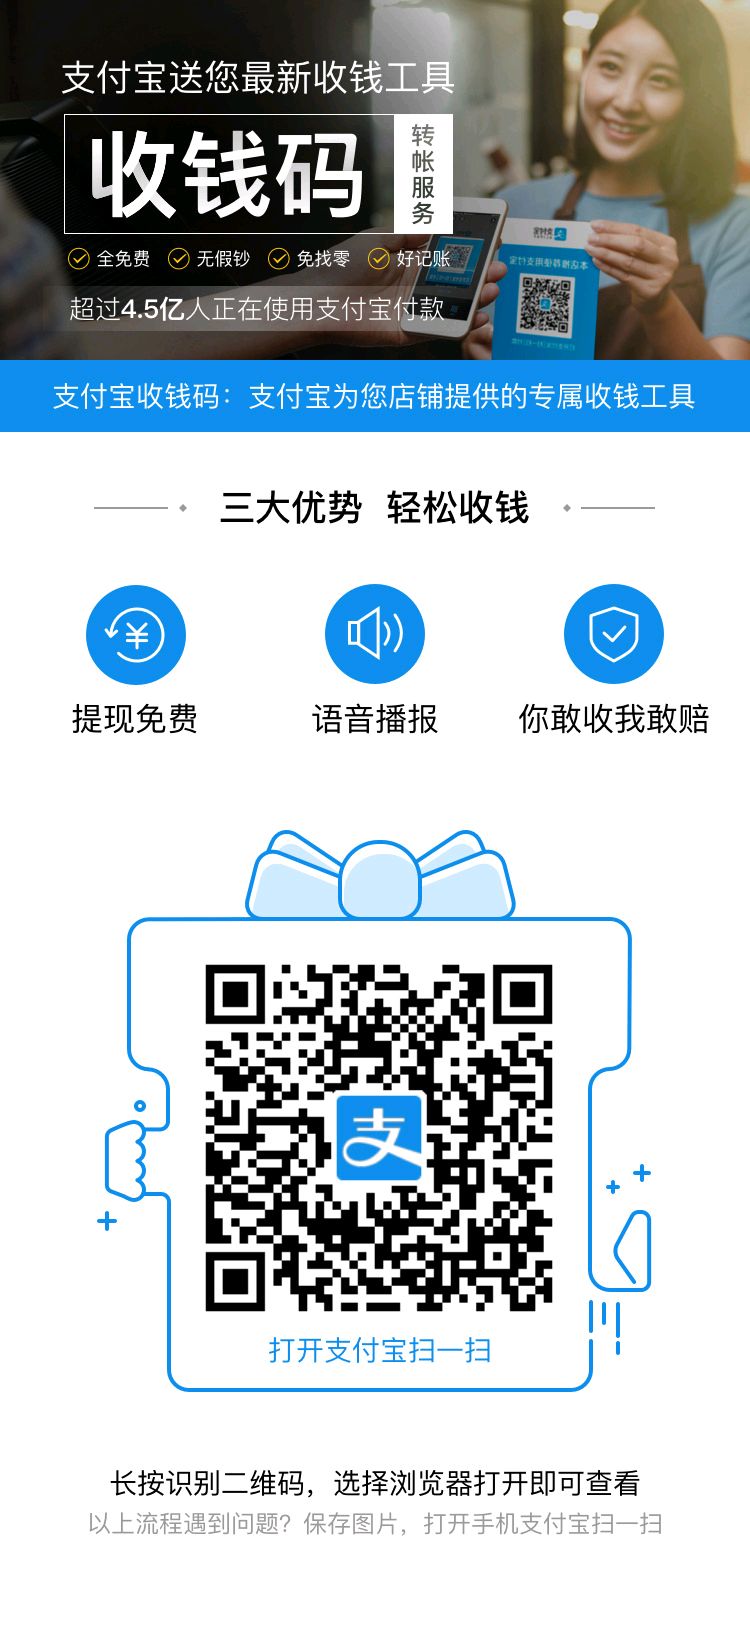 支付宝送您最新收钱工具
收钱码
转帐服务
全免费 无假钞 免找零 好记账
超过4.5亿人正在使用支付宝付款
支付宝收钱码：支付宝为您店铺提供的专属收钱工具
三大优势 轻松收钱
提现免费 语音播报 你敢收我敢赔
支
打开支付宝扫一扫
长按识别二维码，选择浏览器打开即可查看
以上流程遇到问题？保存图片，打开手机支付宝扫一扫